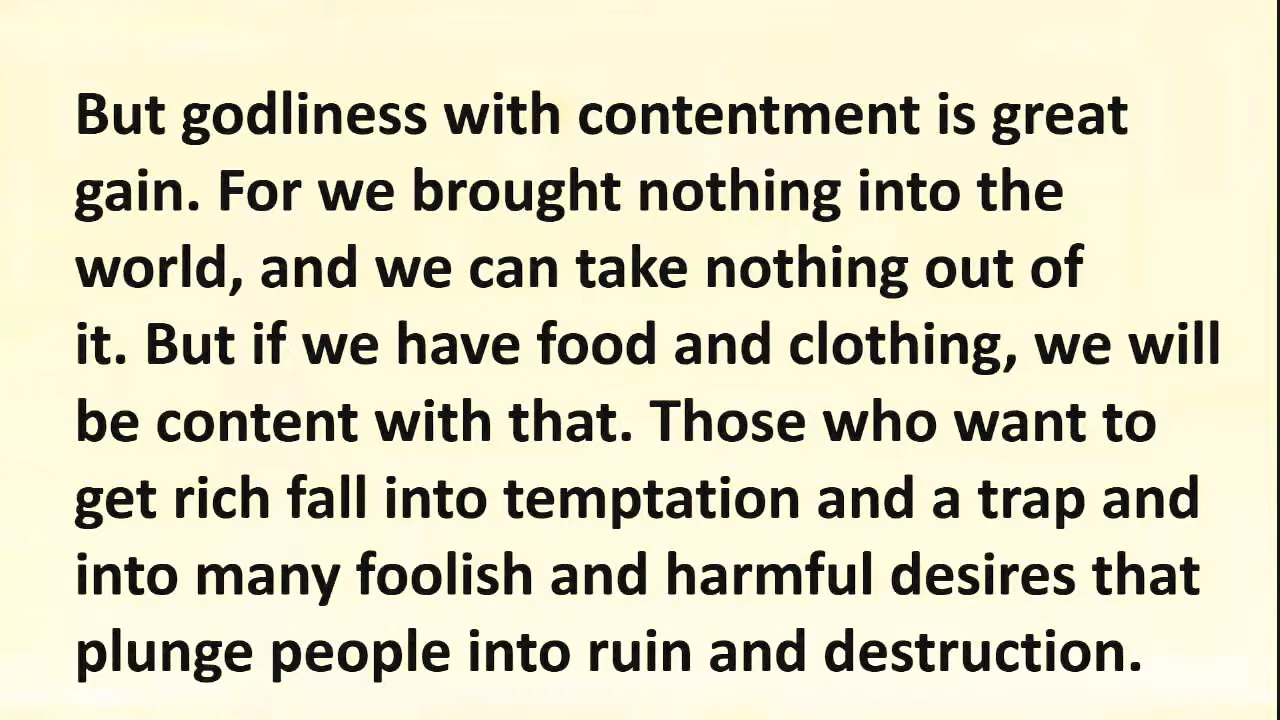 But godliness with contentment is great
gain. For we brought nothing into the
world, and we can take nothing out of
it. But if we have food and clothing, we will
be content with that. Those who want to
get rich fall into temptation and a trap and
into many foolish and harmful desires that
plunge people into ruin and destruction.